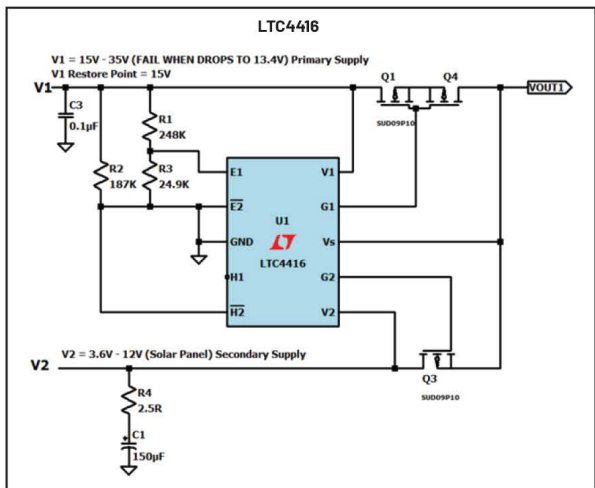 LTC4416
V1 = 15V - 35V (FAIL WHEN DROPS TO 13.4V) Primary Supply
V1 Restore Point = 15V
V1
C3
0.1µF
R1
248K
R2
187K
R3
24.9K
Q1
Q4
SUD09P10
VOUT1
E1
E2
GND
H1
H2
U1
LTC4416
V1
G1
Vs
G2
V2
V2 = 3.6V - 12V (Solar Panel) Secondary Supply
V2
R4
2.5R
C1
+
150µF
Q3
SUD09P10